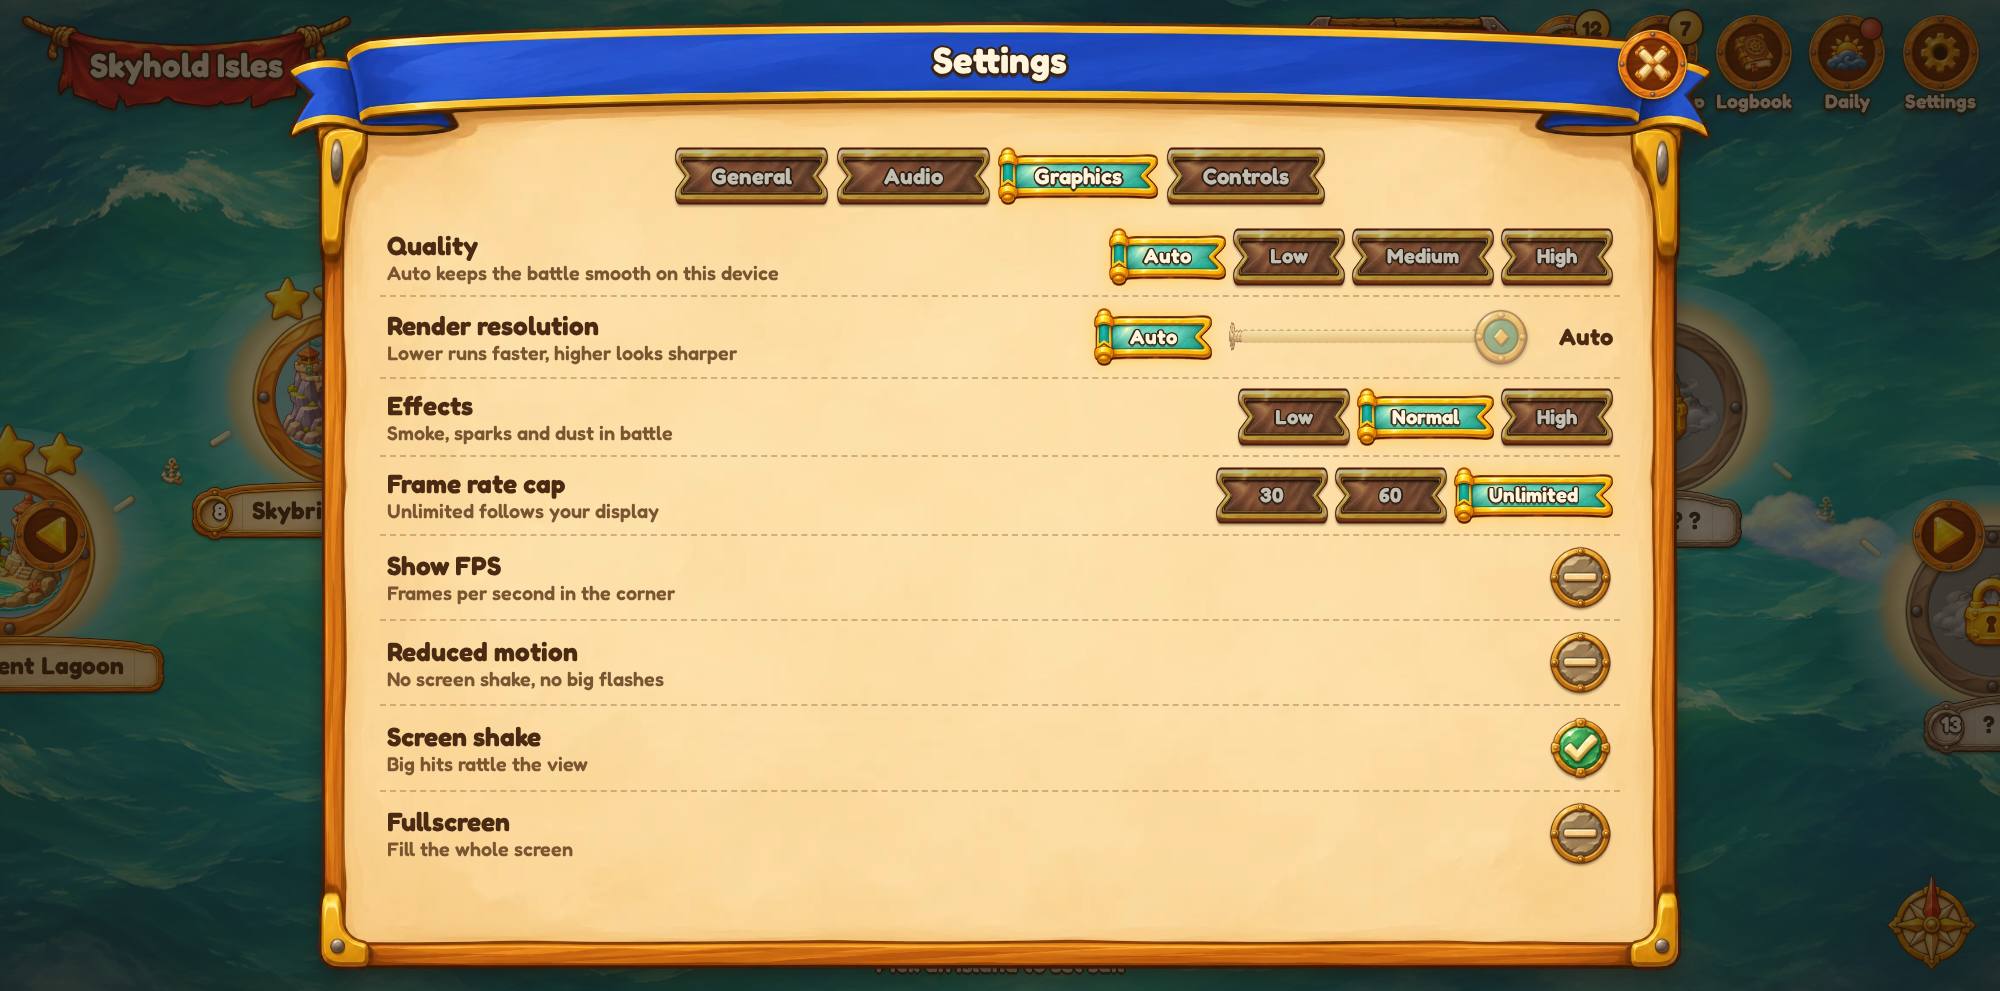 Skyhold Isles
Settings
12
7
Logbook
Daily
Settings
General
Audio
Graphics
Controls
Quality
Auto keeps the battle smooth on this device
Auto
Low
Medium
High
Render resolution
Lower runs faster, higher looks sharper
Auto
Auto
Effects
Smoke, sparks and dust in battle
Low
Normal
High
Frame rate cap
Unlimited follows your display
30
60
Unlimited
8
Skybri
? ?
Show FPS
Frames per second in the corner
Reduced motion
No screen shake, no big flashes
ent Lagoon
Screen shake
Big hits rattle the view
13
?
Fullscreen
Fill the whole screen